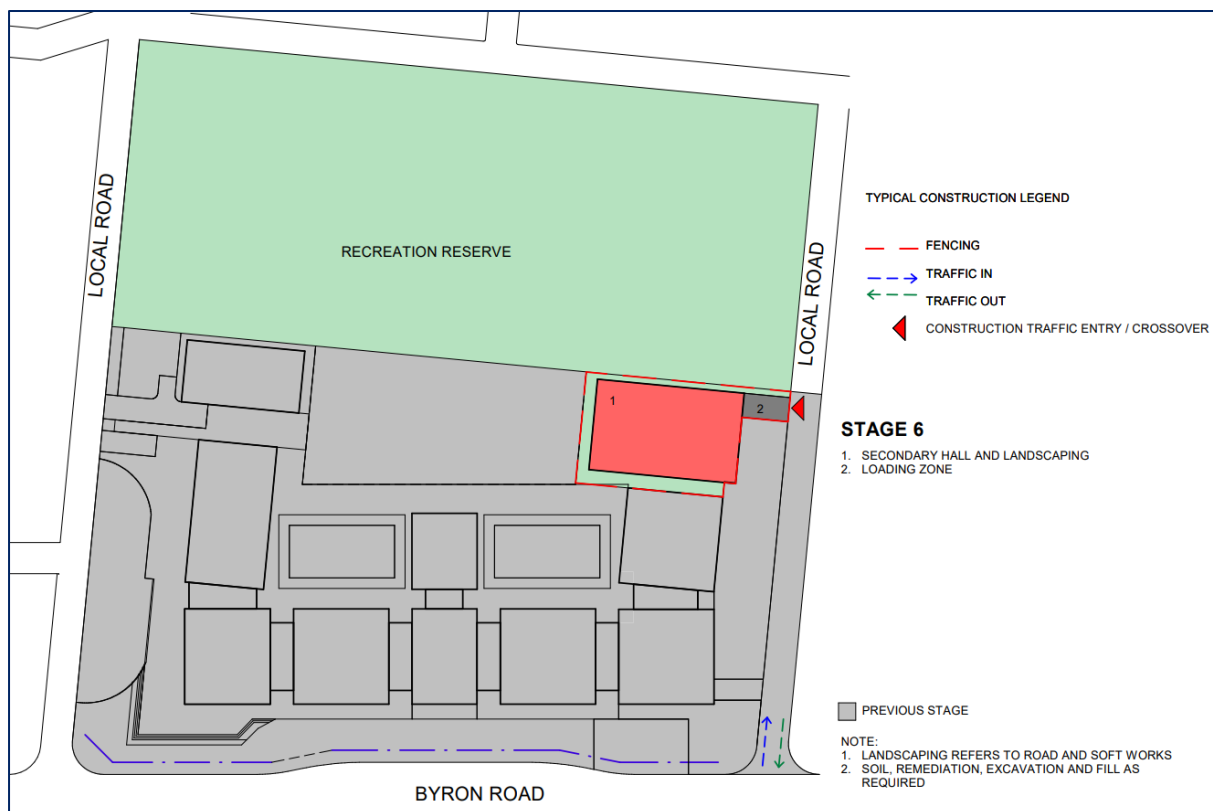 LOCAL ROAD
RECREATION RESERVE
LOCAL ROAD
TYPICAL CONSTRUCTION LEGEND
FENCING
TRAFFIC IN
TRAFFIC OUT
CONSTRUCTION TRAFFIC ENTRY / CROSSOVER
1
2
STAGE 6
1. SECONDARY HALL AND LANDSCAPING
2. LOADING ZONE
PREVIOUS STAGE
NOTE:
1. LANDSCAPING REFERS TO ROAD AND SOFT WORKS
2. SOIL, REMEDIATION, EXCAVATION AND FILL AS
REQUIRED
BYRON ROAD